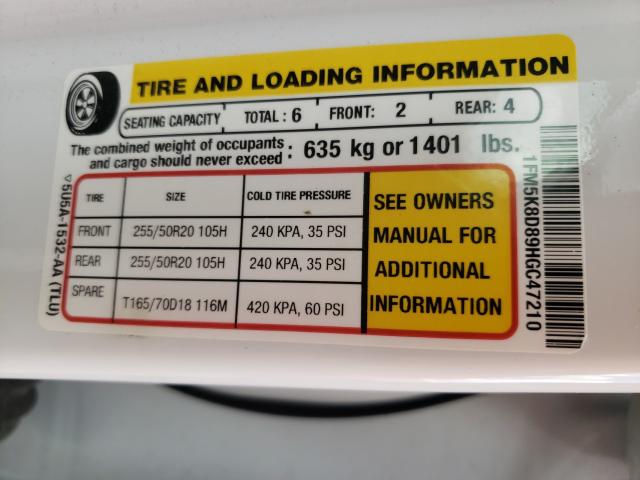 TIRE AND LOADING INFORMATION
SEATING CAPACITY TOTAL : 6 FRONT: 2 REAR: 4
The combined weight of occupants and cargo should never exceed : 635 kg or 1401 lbs.
TIRE SIZE COLD TIRE PRESSURE
FRONT 255/50R20 105H 240 KPA, 35 PSI
REAR 255/50R20 105H 240 KPA, 35 PSI
SPARE T165/70D18 116M 420 KPA, 60 PSI
SEE OWNERS
MANUAL FOR
ADDITIONAL
INFORMATION
▽5U5A-1532-AA (TLU)
1FM5K8D89HGC47210